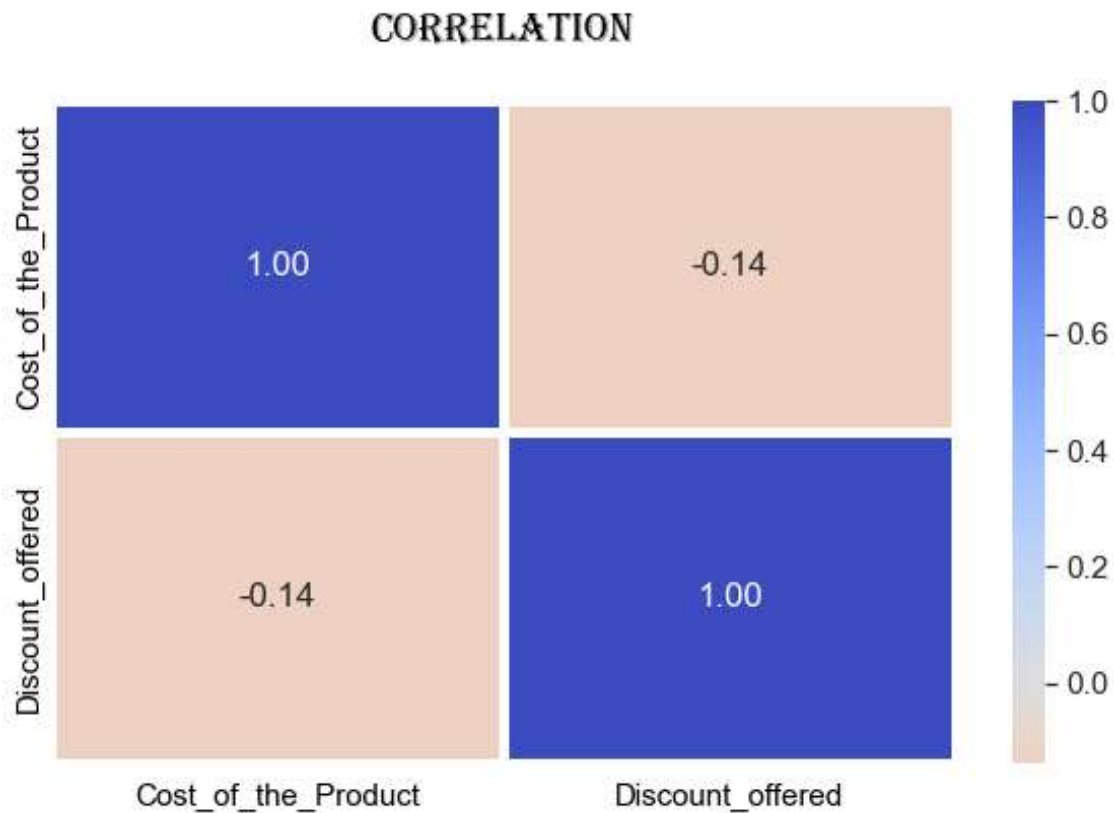 CORRELATION
Cost_of_the_Product
1.00
-0.14
Discount_offered
-0.14
1.00
Cost_of_the_Product
Discount_offered
1.0
0.8
0.6
0.4
0.2
0.0